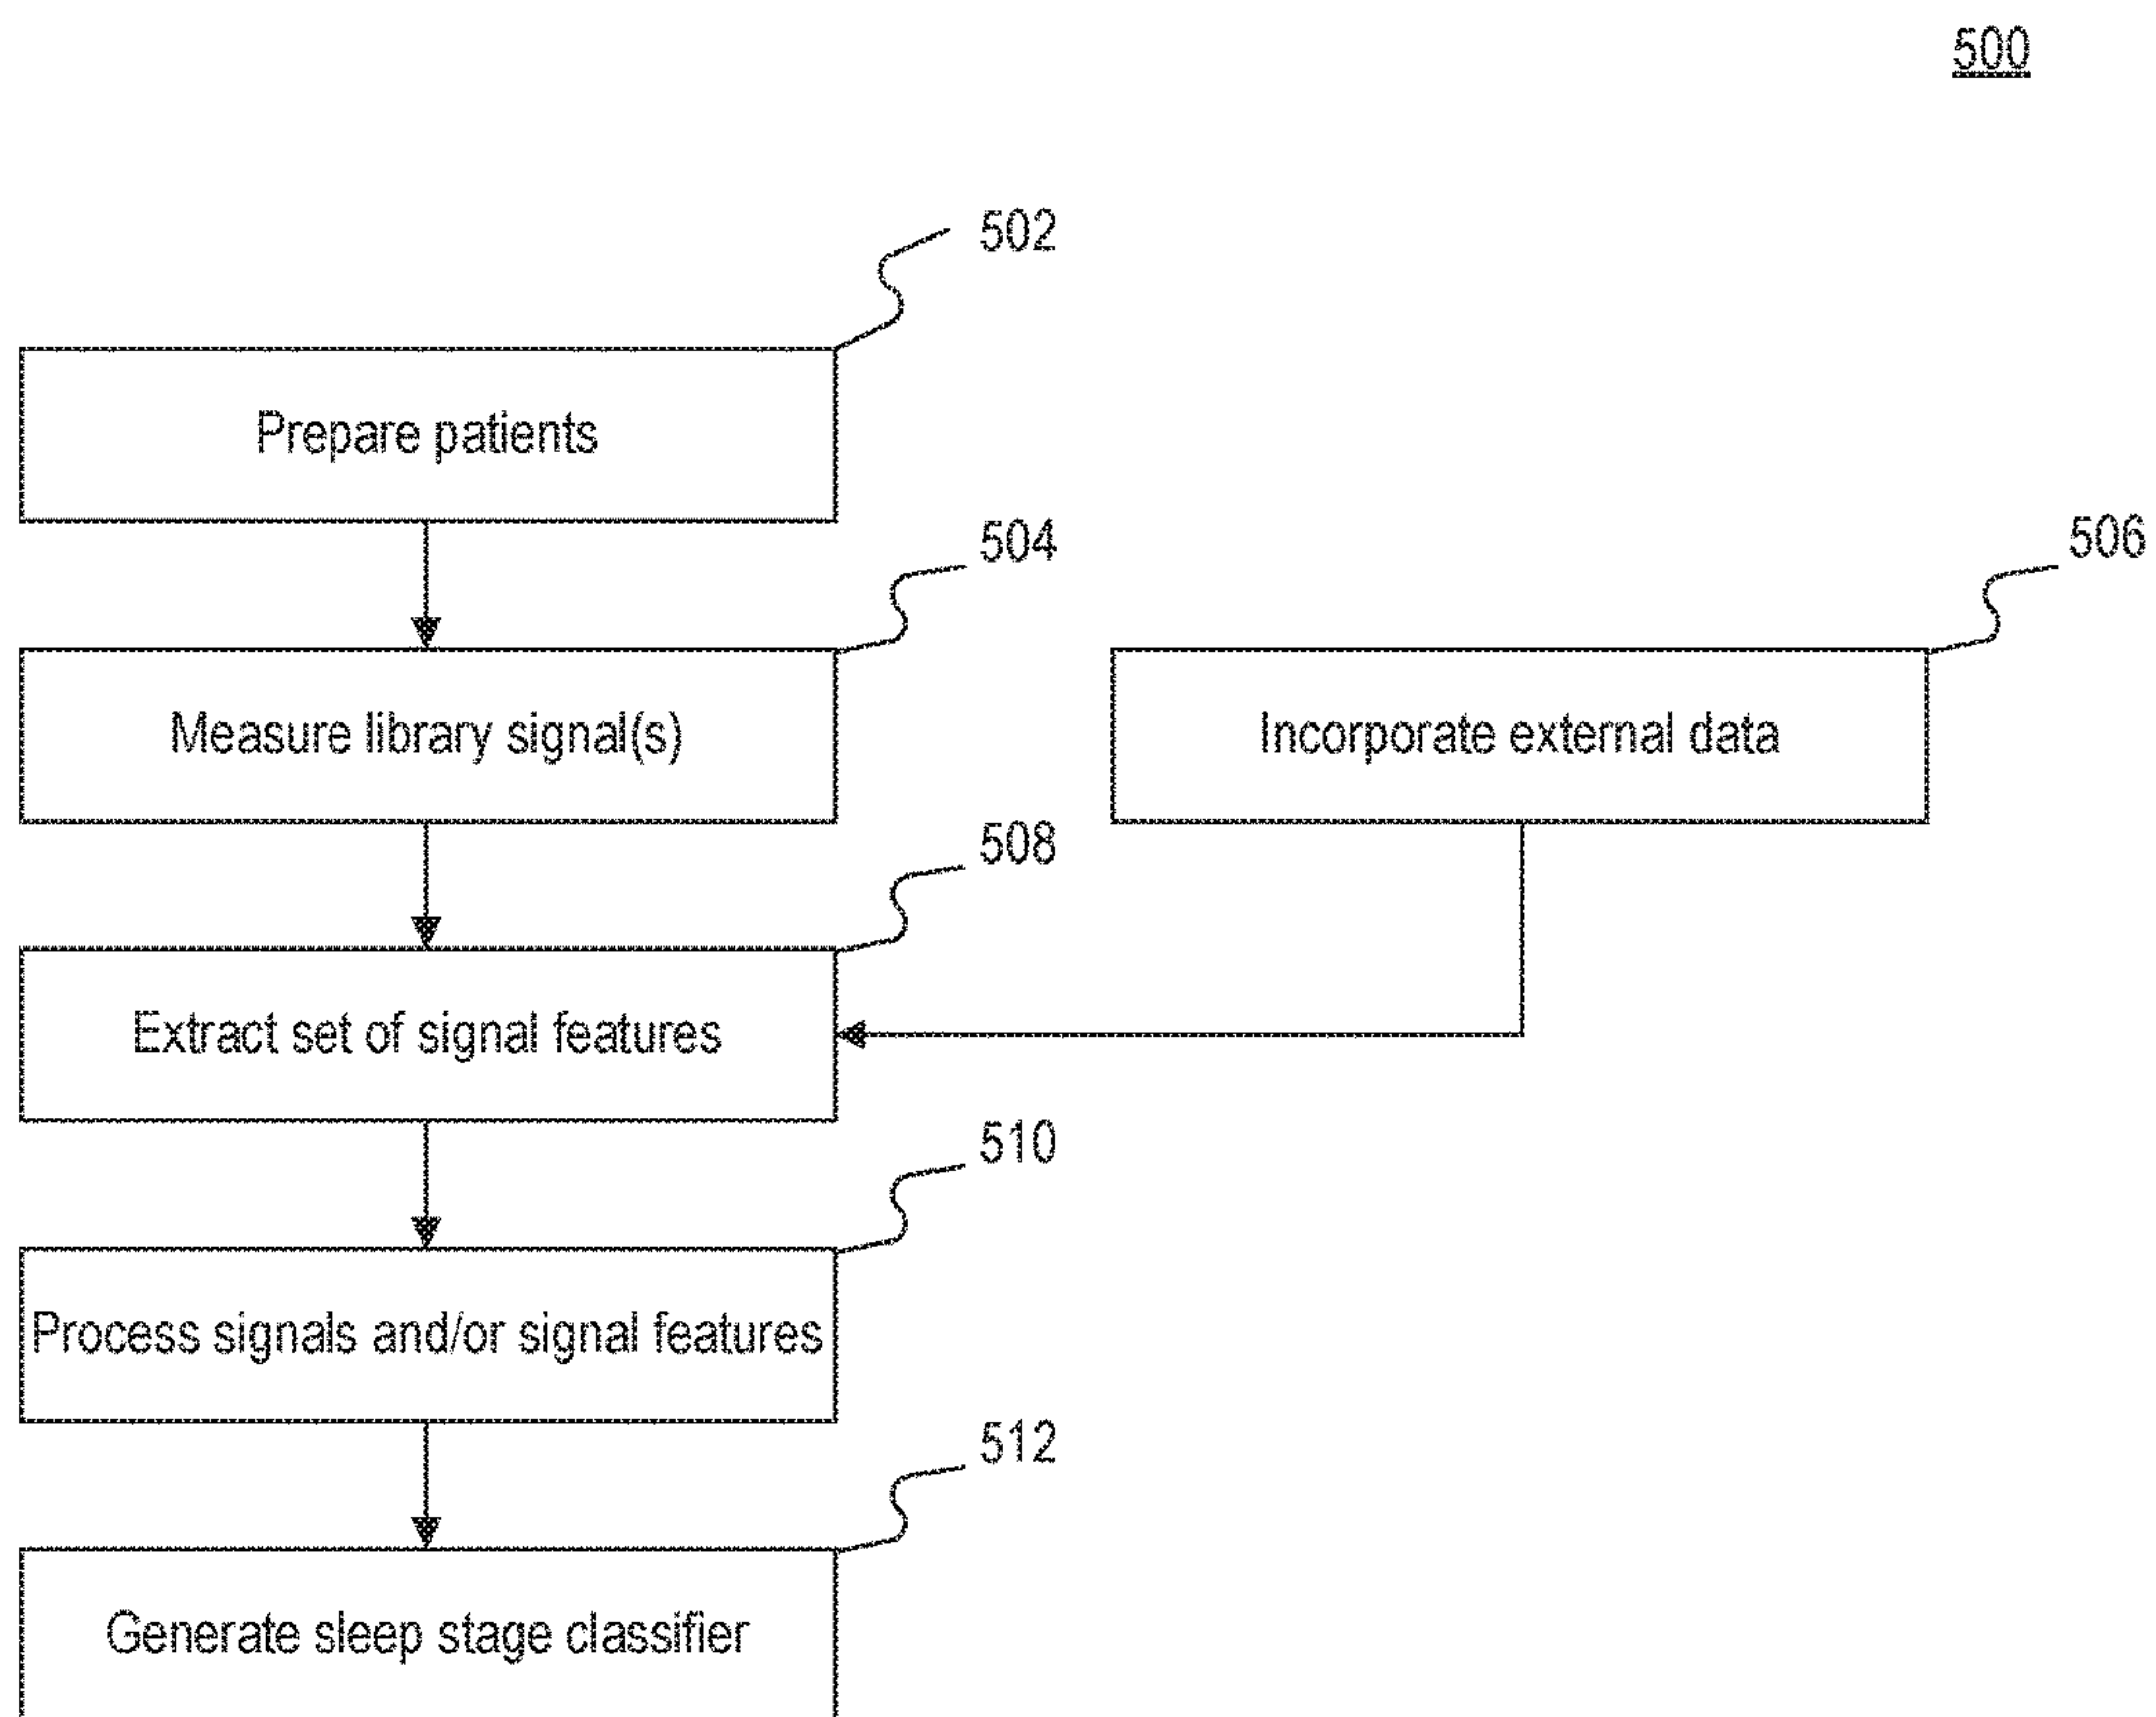 500
502
Prepare patients
504
506
Measure library signal(s)
Incorporate external data
508
Extract set of signal features
510
Process signals and/or signal features
512
Generate sleep stage classifier